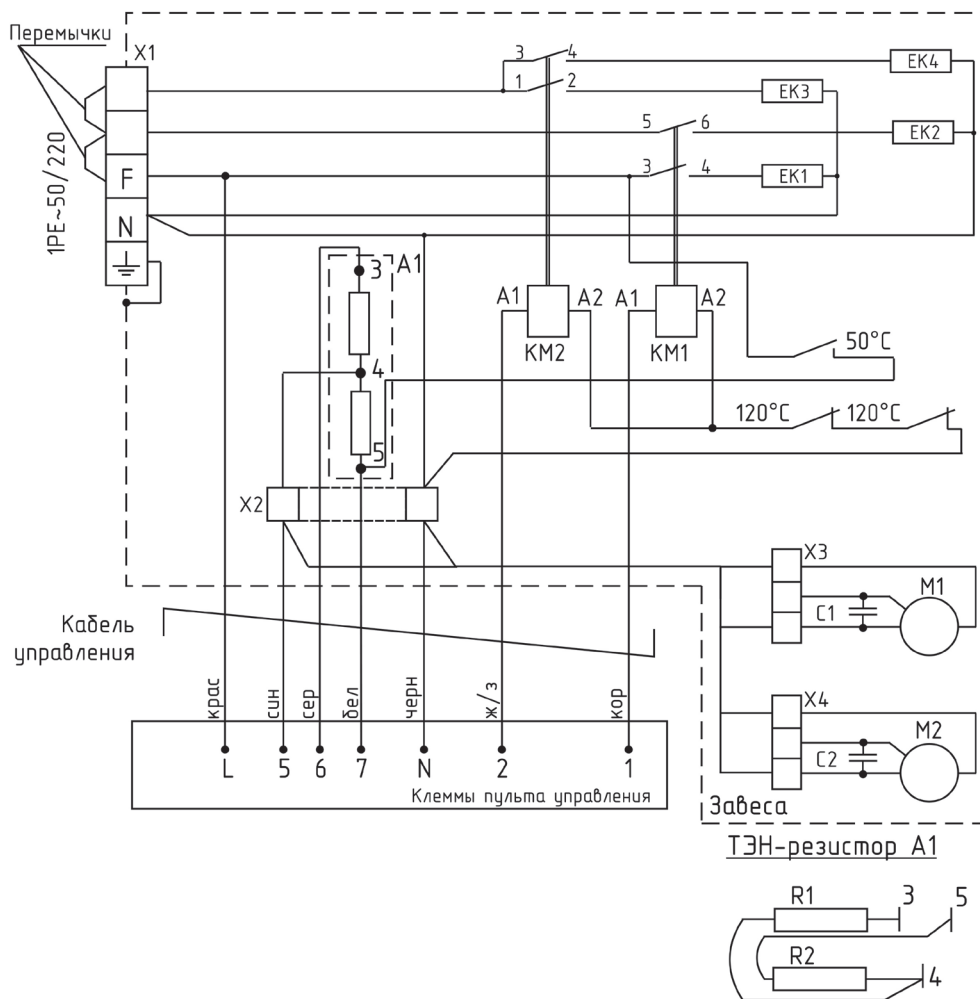 Перемычки
X1
3
4
EK4
1
2
EK3
5
6
EK2
F
3
4
EK1
N
1PE~50/220
3
A1
A1
A2
A1
A2
KM2
KM1
50°C
4
120°C
120°C
5
X2
X3
M1
C1
Кабель
управления
крас
син
сер
бел
черн
ж/з
кор
X4
M2
C2
L
5
6
7
N
2
1
Клеммы пульта управления
Завеса
ТЭН-резистор А1
R1
3
5
R2
4